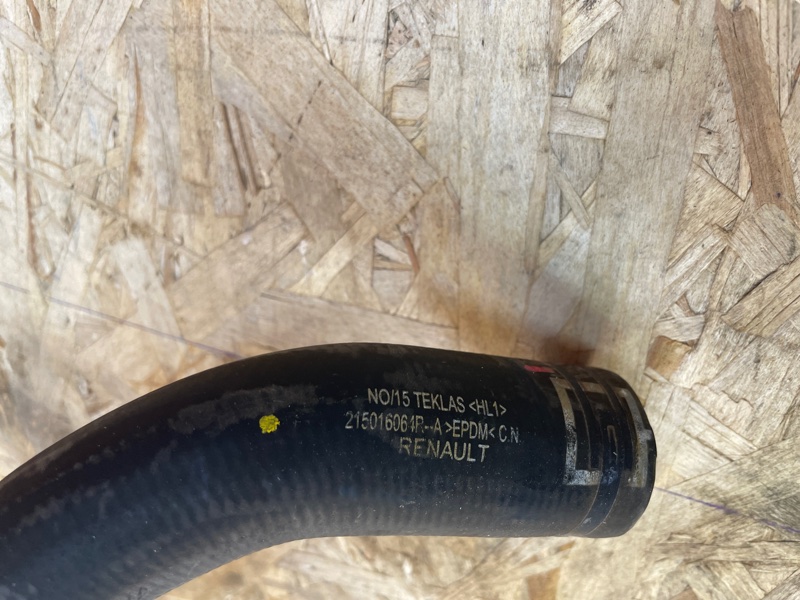 NO/15 TEKLAS <HL1>
215016064R--A >EPDM< C.N
RENAULT